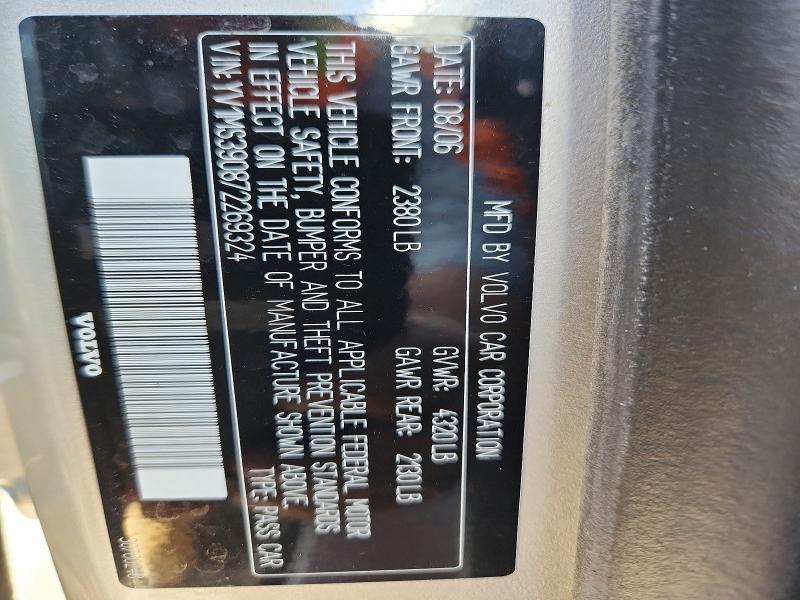 MFD BY VOLVO CAR CORPORATION
DATE: 08/06 GVWR: 4320LB
GAWR FRONT: 2380LB GAWR REAR: 2130LB
THIS VEHICLE CONFORMS TO ALL APPLICABLE FEDERAL MOTOR
VEHICLE SAFETY, BUMPER AND THEFT PREVENTION STANDARDS
IN EFFECT ON THE DATE OF MANUFACTURE SHOWN ABOVE.
VIN: YV1MS390872269324 TYPE: PASS CAR
VOLVO